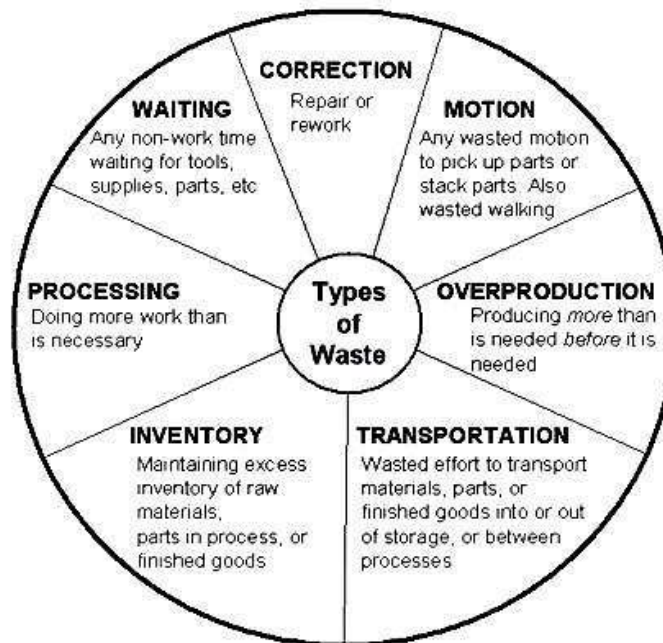 CORRECTION
Repair or
rework
MOTION
Any wasted motion
to pick up parts or
stack parts. Also
wasted walking
OVERPRODUCTION
Producing more than
is needed before it is
needed
TRANSPORTATION
Wasted effort to transport
materials, parts, or
finished goods into or out
of storage, or between
processes
INVENTORY
Maintaining excess
inventory of raw
materials,
parts in process, or
finished goods
PROCESSING
Doing more work than
is necessary
WAITING
Any non-work time
waiting for tools,
supplies, parts, etc
Types
of
Waste